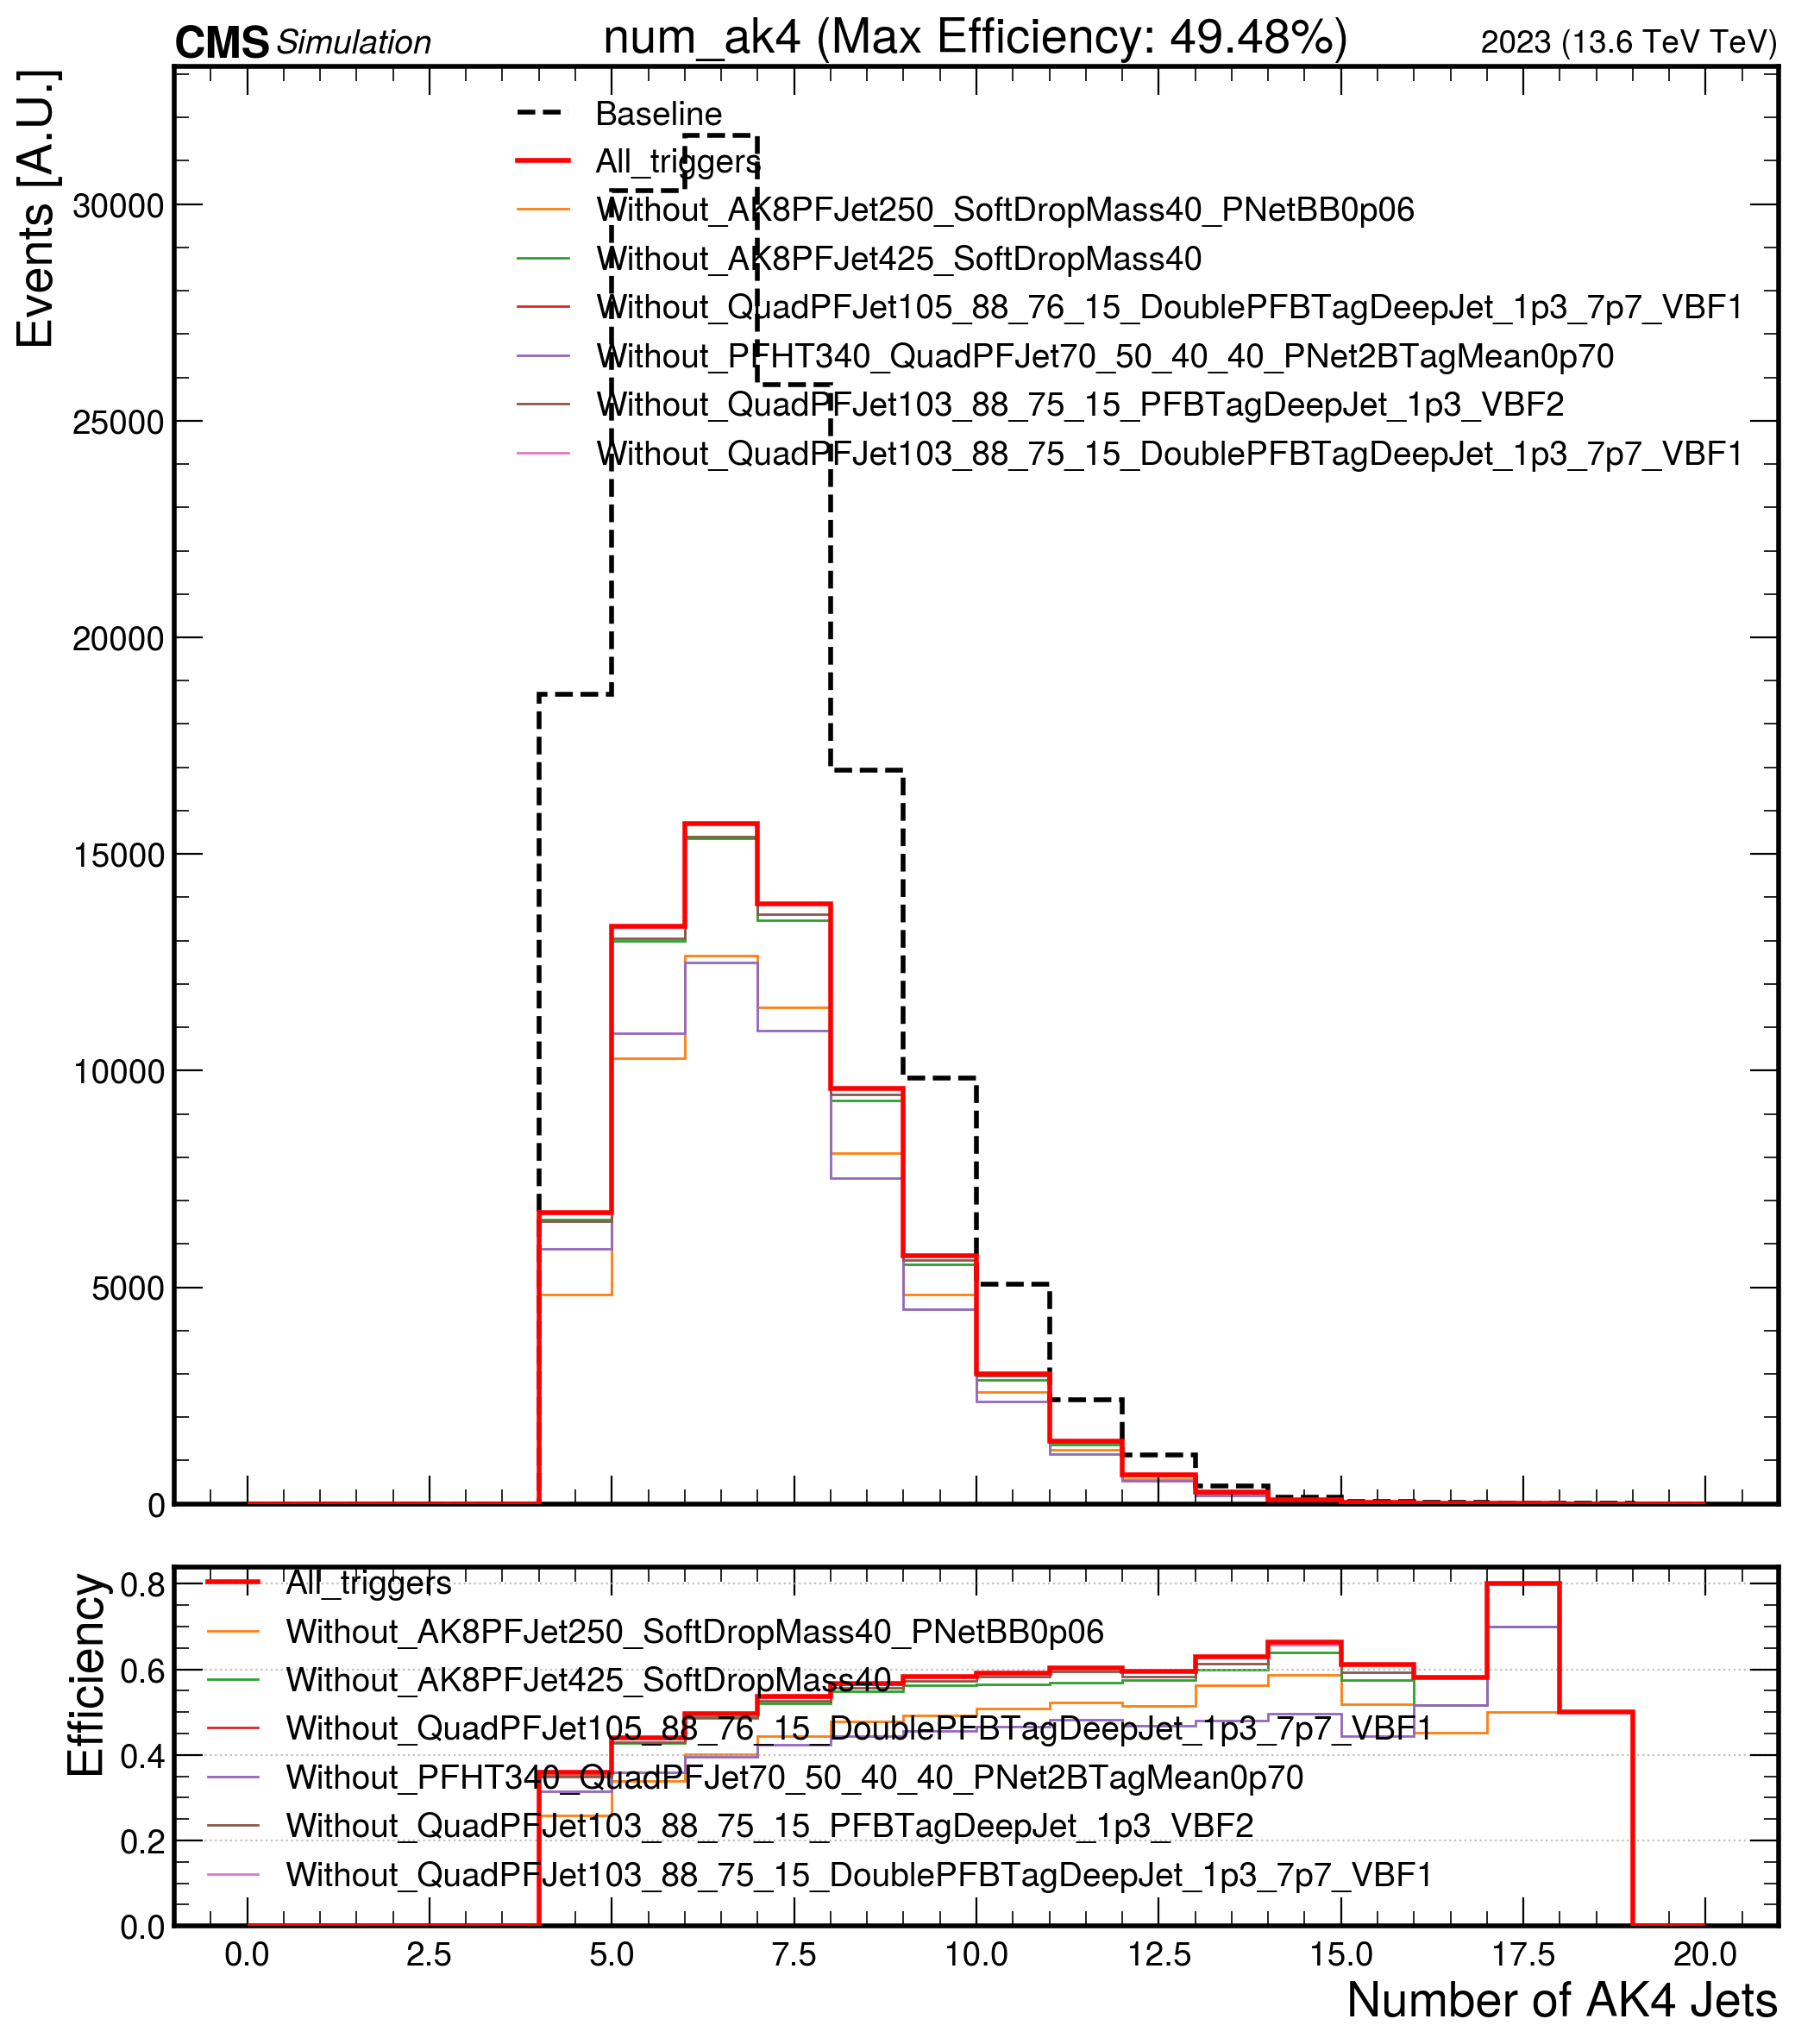 CMS Simulation num_ak4 (Max Efficiency: 49.48%) 2023 (13.6 TeV TeV)
Events [A.U.]
Baseline
All_triggers
Without_AK8PFJet250_SoftDropMass40_PNetBB0p06
Without_AK8PFJet425_SoftDropMass40
Without_QuadPFJet105_88_76_15_DoublePFBTagDeepJet_1p3_7p7_VBF1
Without_PFHT340_QuadPFJet70_50_40_40_PNet2BTagMean0p70
Without_QuadPFJet103_88_75_15_PFBTagDeepJet_1p3_VBF2
Without_QuadPFJet103_88_75_15_DoublePFBTagDeepJet_1p3_7p7_VBF1
30000
25000
20000
15000
10000
5000
0
Efficiency
All_triggers
Without_AK8PFJet250_SoftDropMass40_PNetBB0p06
Without_AK8PFJet425_SoftDropMass40
Without_QuadPFJet105_88_76_15_DoublePFBTagDeepJet_1p3_7p7_VBF1
Without_PFHT340_QuadPFJet70_50_40_40_PNet2BTagMean0p70
Without_QuadPFJet103_88_75_15_PFBTagDeepJet_1p3_VBF2
Without_QuadPFJet103_88_75_15_DoublePFBTagDeepJet_1p3_7p7_VBF1
0.8
0.6
0.4
0.2
0.0
0.0 2.5 5.0 7.5 10.0 12.5 15.0 17.5 20.0
Number of AK4 Jets